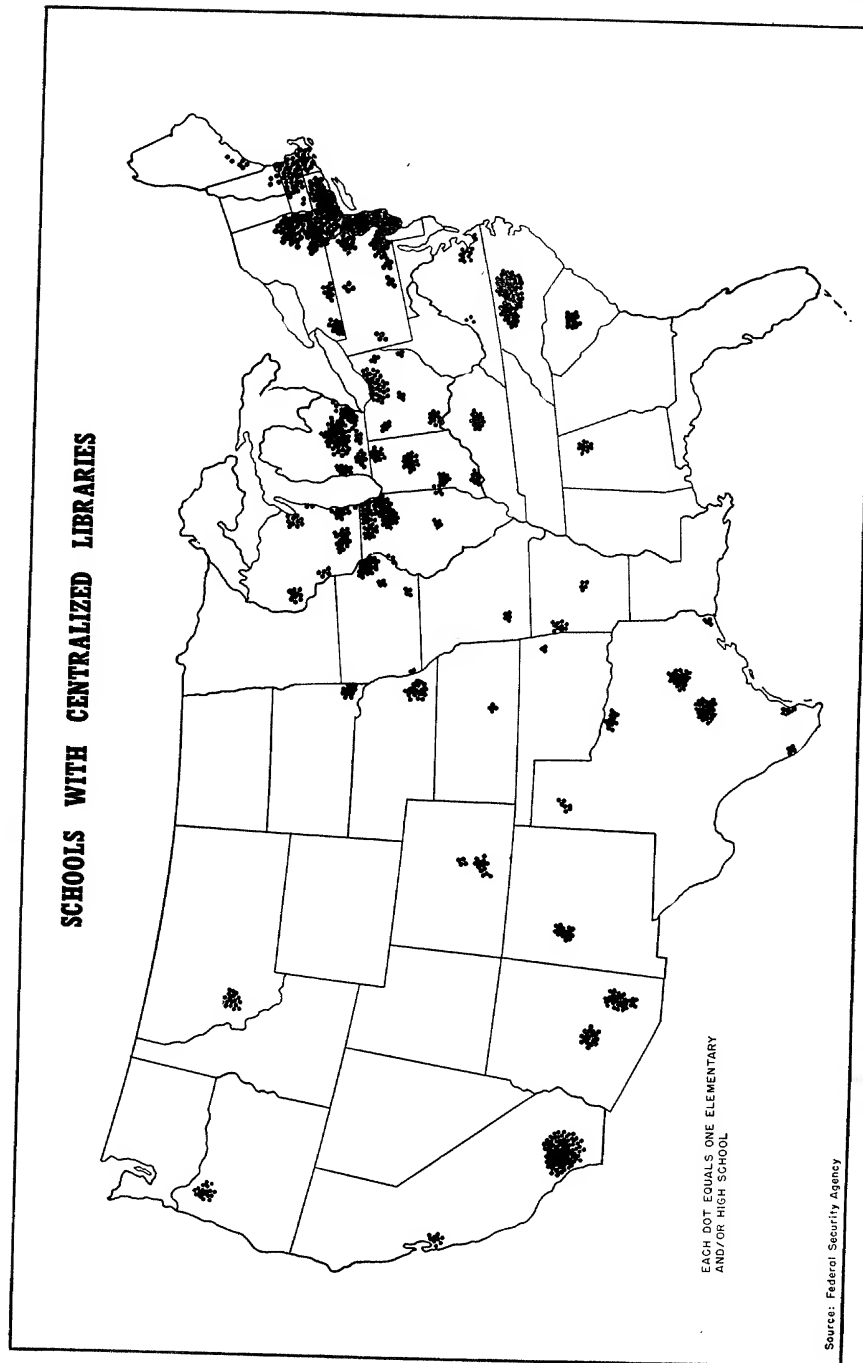 SCHOOLS WITH CENTRALIZED LIBRARIES
EACH DOT EQUALS ONE ELEMENTARY
AND/OR HIGH SCHOOL
Source: Federal Security Agency